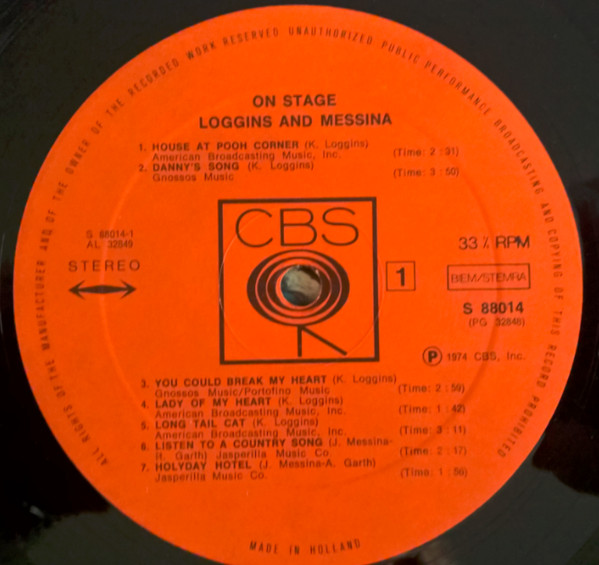 ALL RIGHTS OF THE MANUFACTURER AND OF THE OWNER OF THE RECORDED WORK RESERVED UNAUTHORIZED PUBLIC PERFORMANCE BROADCASTING AND COPYING OF THIS RECORD PROHIBITED
ON STAGE
LOGGINS AND MESSINA
1. HOUSE AT POOH CORNER (K. Loggins)
American Broadcasting Music, Inc. (Time: 2 :31)
2. DANNY'S SONG (K. Loggins)
Gnossos Music (Time: 3 : 50)
S 88014-1
AL 32849
STEREO
CBS
1
33⅓ RPM
BIEM/STEMRA
S 88014
(PG 32848)
Ⓟ 1974 CBS, Inc.
3. YOU COULD BREAK MY HEART (K. Loggins)
Gnossos Music/Portofino Music (Time: 2 : 59)
4. LADY OF MY HEART (K. Loggins)
American Broadcasting Music, Inc. (Time: 1 : 42)
5. LONG TAIL CAT (K. Loggins)
American Broadcasting Music, Inc. (Time: 3 : 11)
6. LISTEN TO A COUNTRY SONG (J. Messina-
R. Garth) Jasperilla Music Co. (Time: 2 : 17)
7. HOLYDAY HOTEL (J. Messina-A. Garth)
Jasperilla Music Co. (Time: 1 : 56)
MADE IN HOLLAND